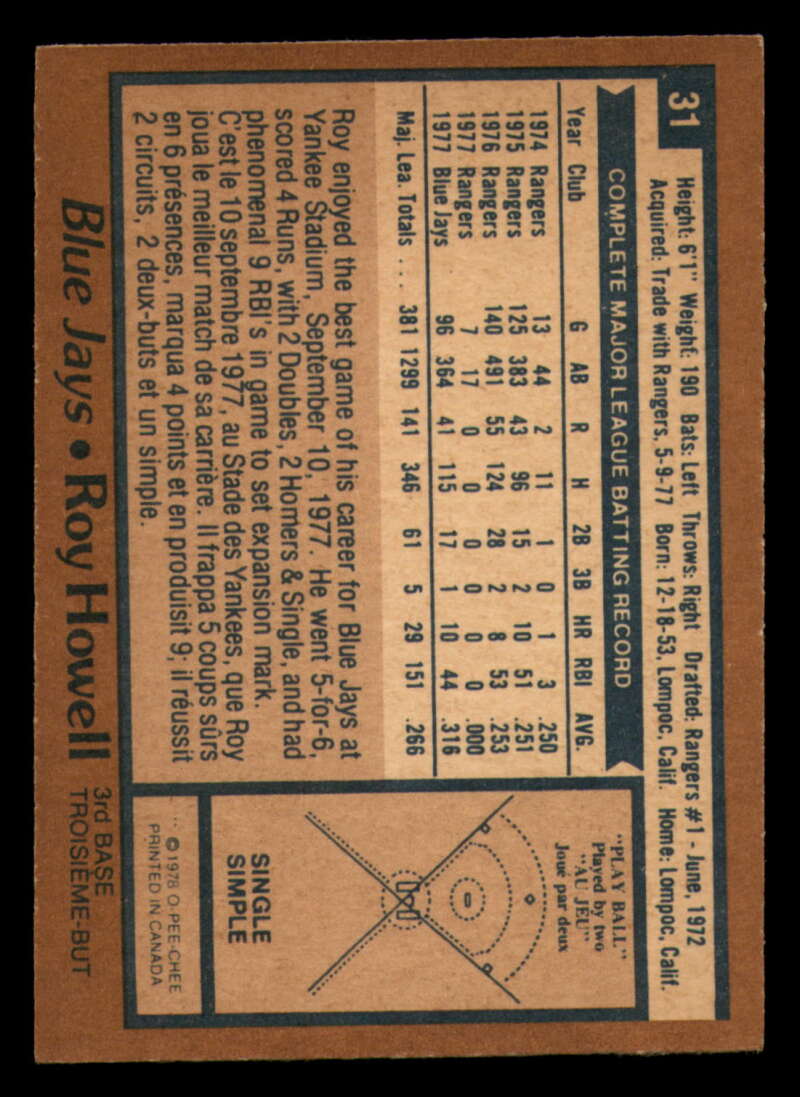 31
Height: 6'1" Weight: 190 Bats: Left Throws: Right Drafted: Rangers #1 - June, 1972
Acquired: Trade with Rangers, 5-9-77 Born: 12-18-53, Lompoc, Calif. Home: Lompoc, Calif.
COMPLETE MAJOR LEAGUE BATTING RECORD
Year Club G AB R H 2B 3B HR RBI AVG.
1974 Rangers 13 44 2 11 1 0 1 3 .250
1975 Rangers 125 383 43 96 15 2 10 51 .251
1976 Rangers 140 491 55 124 28 2 8 53 .253
1977 Rangers 7 17 0 0 0 0 0 0 .000
1977 Blue Jays 96 364 41 115 17 1 10 44 .316
Maj. Lea. Totals ... 381 1299 141 346 61 5 29 151 .266
Roy enjoyed the best game of his career for Blue Jays at
Yankee Stadium, September 10, 1977. He went 5-for-6,
scored 4 Runs, with 2 Doubles, 2 Homers & Single, and had
phenomenal 9 RBI's in game to set expansion mark.
C'est le 10 septembre 1977, au Stade des Yankees, que Roy
joua le meilleur match de sa carrière. Il frappa 5 coups sûrs
en 6 présences, marqua 4 points et en produisit 9; il réussit
2 circuits, 2 deux-buts et un simple.
"PLAY BALL"
Played by two
"AU JEU"
Joué par deux
SINGLE
SIMPLE
© 1978 O-PEE-CHEE
PRINTED IN CANADA
Blue Jays • Roy Howell
3rd BASE
TROISIÈME-BUT